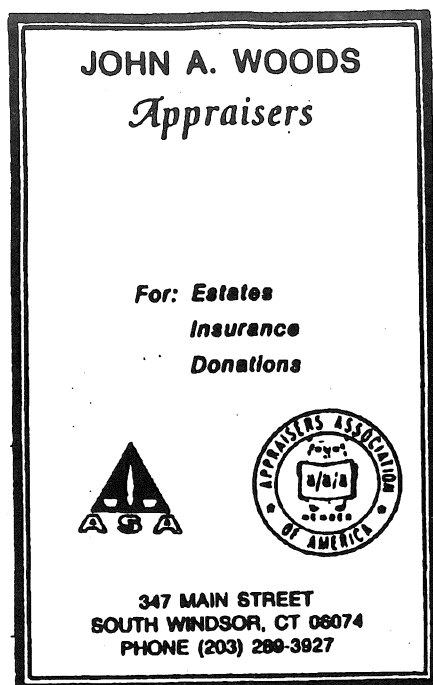 JOHN A. WOODS
Appraisers
For: Estates
Insurance
Donations
ASA
APPRAISERS ASSOCIATION
OF AMERICA
a/a/a
347 MAIN STREET
SOUTH WINDSOR, CT 06074
PHONE (203) 289-3927